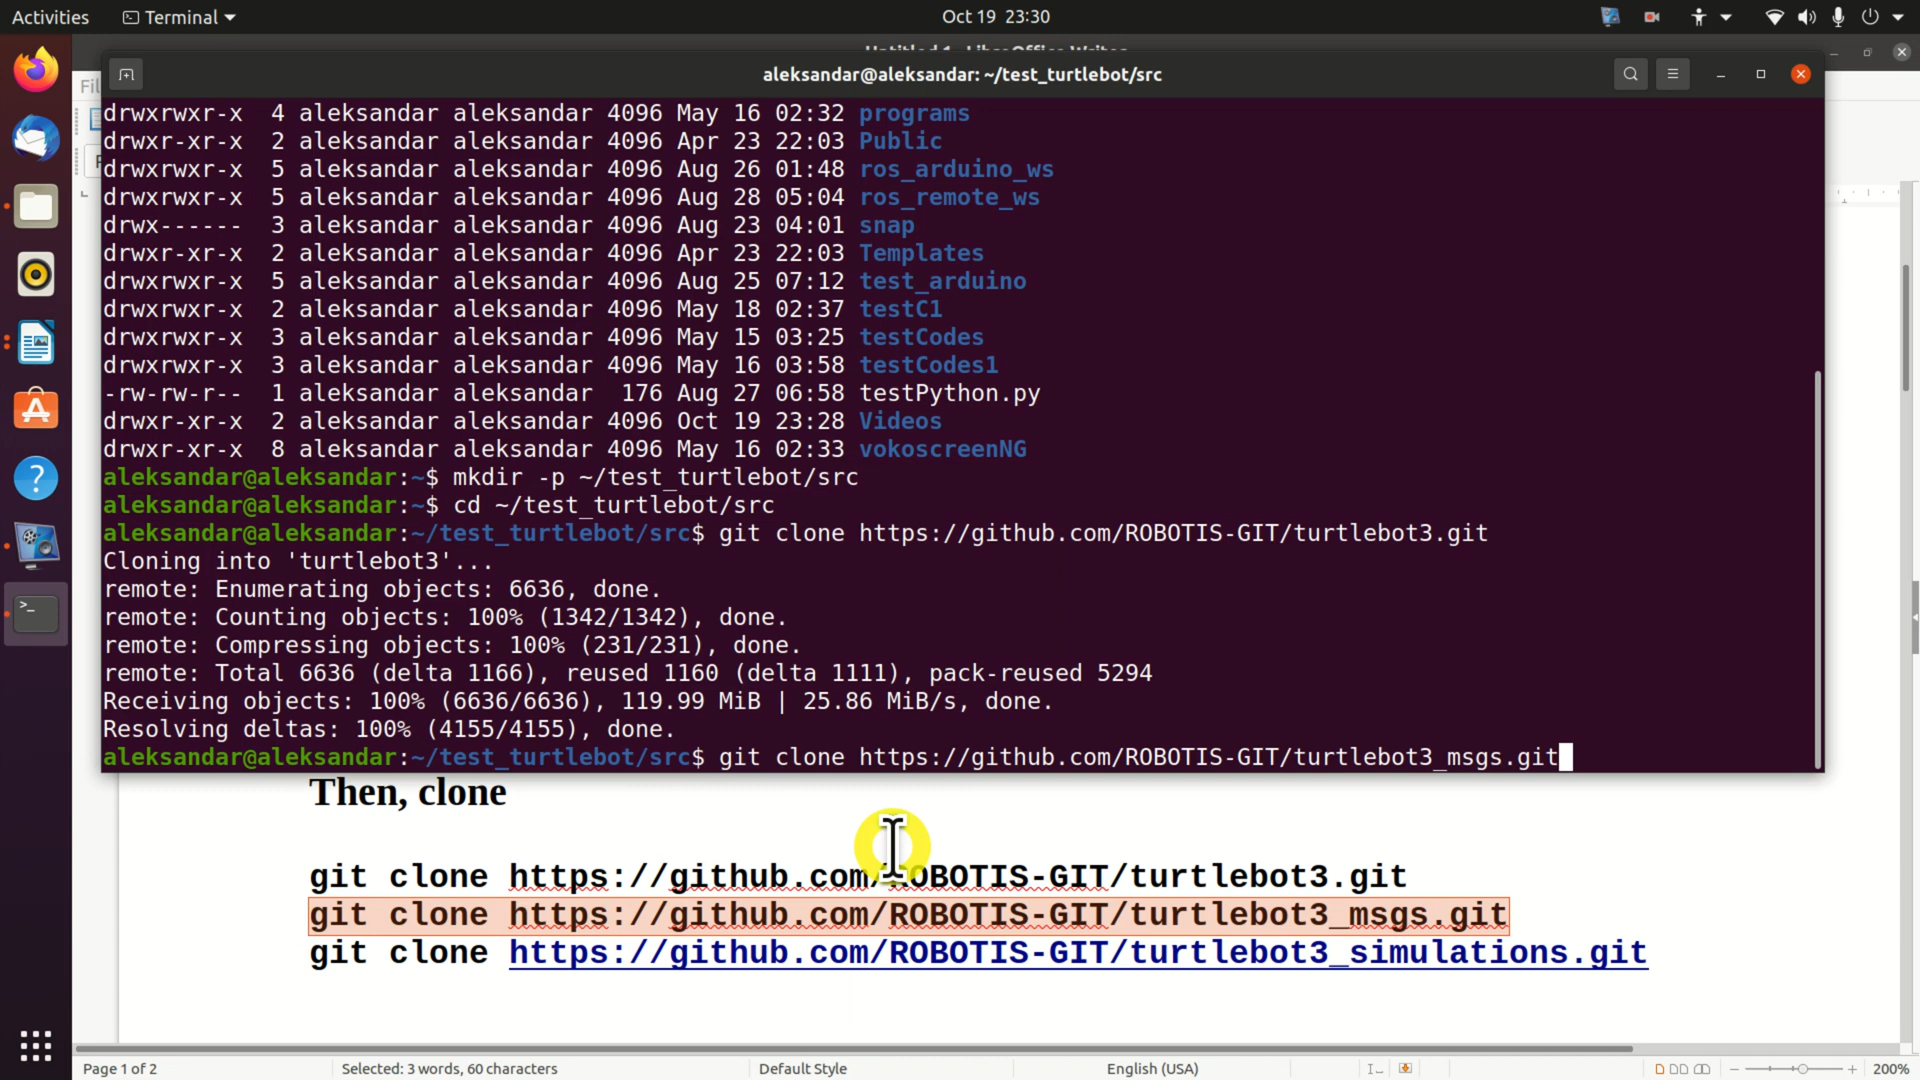 Activities
Terminal
Oct 19 23:30
aleksandar@aleksandar: ~/test_turtlebot/src
drwxrwxr-x 4 aleksandar aleksandar 4096 May 16 02:32 programs
drwxr-xr-x 2 aleksandar aleksandar 4096 Apr 23 22:03 Public
drwxrwxr-x 5 aleksandar aleksandar 4096 Aug 26 01:48 ros_arduino_ws
drwxrwxr-x 5 aleksandar aleksandar 4096 Aug 28 05:04 ros_remote_ws
drwx------ 3 aleksandar aleksandar 4096 Aug 23 04:01 snap
drwxr-xr-x 2 aleksandar aleksandar 4096 Apr 23 22:03 Templates
drwxrwxr-x 5 aleksandar aleksandar 4096 Aug 25 07:12 test_arduino
drwxrwxr-x 2 aleksandar aleksandar 4096 May 18 02:37 testC1
drwxrwxr-x 3 aleksandar aleksandar 4096 May 15 03:25 testCodes
drwxrwxr-x 3 aleksandar aleksandar 4096 May 16 03:58 testCodes1
-rw-rw-r-- 1 aleksandar aleksandar 176 Aug 27 06:58 testPython.py
drwxr-xr-x 2 aleksandar aleksandar 4096 Oct 19 23:28 Videos
drwxr-xr-x 8 aleksandar aleksandar 4096 May 16 02:33 vokoscreenNG
aleksandar@aleksandar:~$ mkdir -p ~/test_turtlebot/src
aleksandar@aleksandar:~$ cd ~/test_turtlebot/src
aleksandar@aleksandar:~/test_turtlebot/src$ git clone https://github.com/ROBOTIS-GIT/turtlebot3.git
Cloning into 'turtlebot3'...
remote: Enumerating objects: 6636, done.
remote: Counting objects: 100% (1342/1342), done.
remote: Compressing objects: 100% (231/231), done.
remote: Total 6636 (delta 1166), reused 1160 (delta 1111), pack-reused 5294
Receiving objects: 100% (6636/6636), 119.99 MiB | 25.86 MiB/s, done.
Resolving deltas: 100% (4155/4155), done.
aleksandar@aleksandar:~/test_turtlebot/src$ git clone https://github.com/ROBOTIS-GIT/turtlebot3_msgs.git
Then, clone
git clone https://github.com/ROBOTIS-GIT/turtlebot3.git
git clone https://github.com/ROBOTIS-GIT/turtlebot3_msgs.git
git clone https://github.com/ROBOTIS-GIT/turtlebot3_simulations.git
Page 1 of 2
Selected: 3 words, 60 characters
Default Style
English (USA)
200%